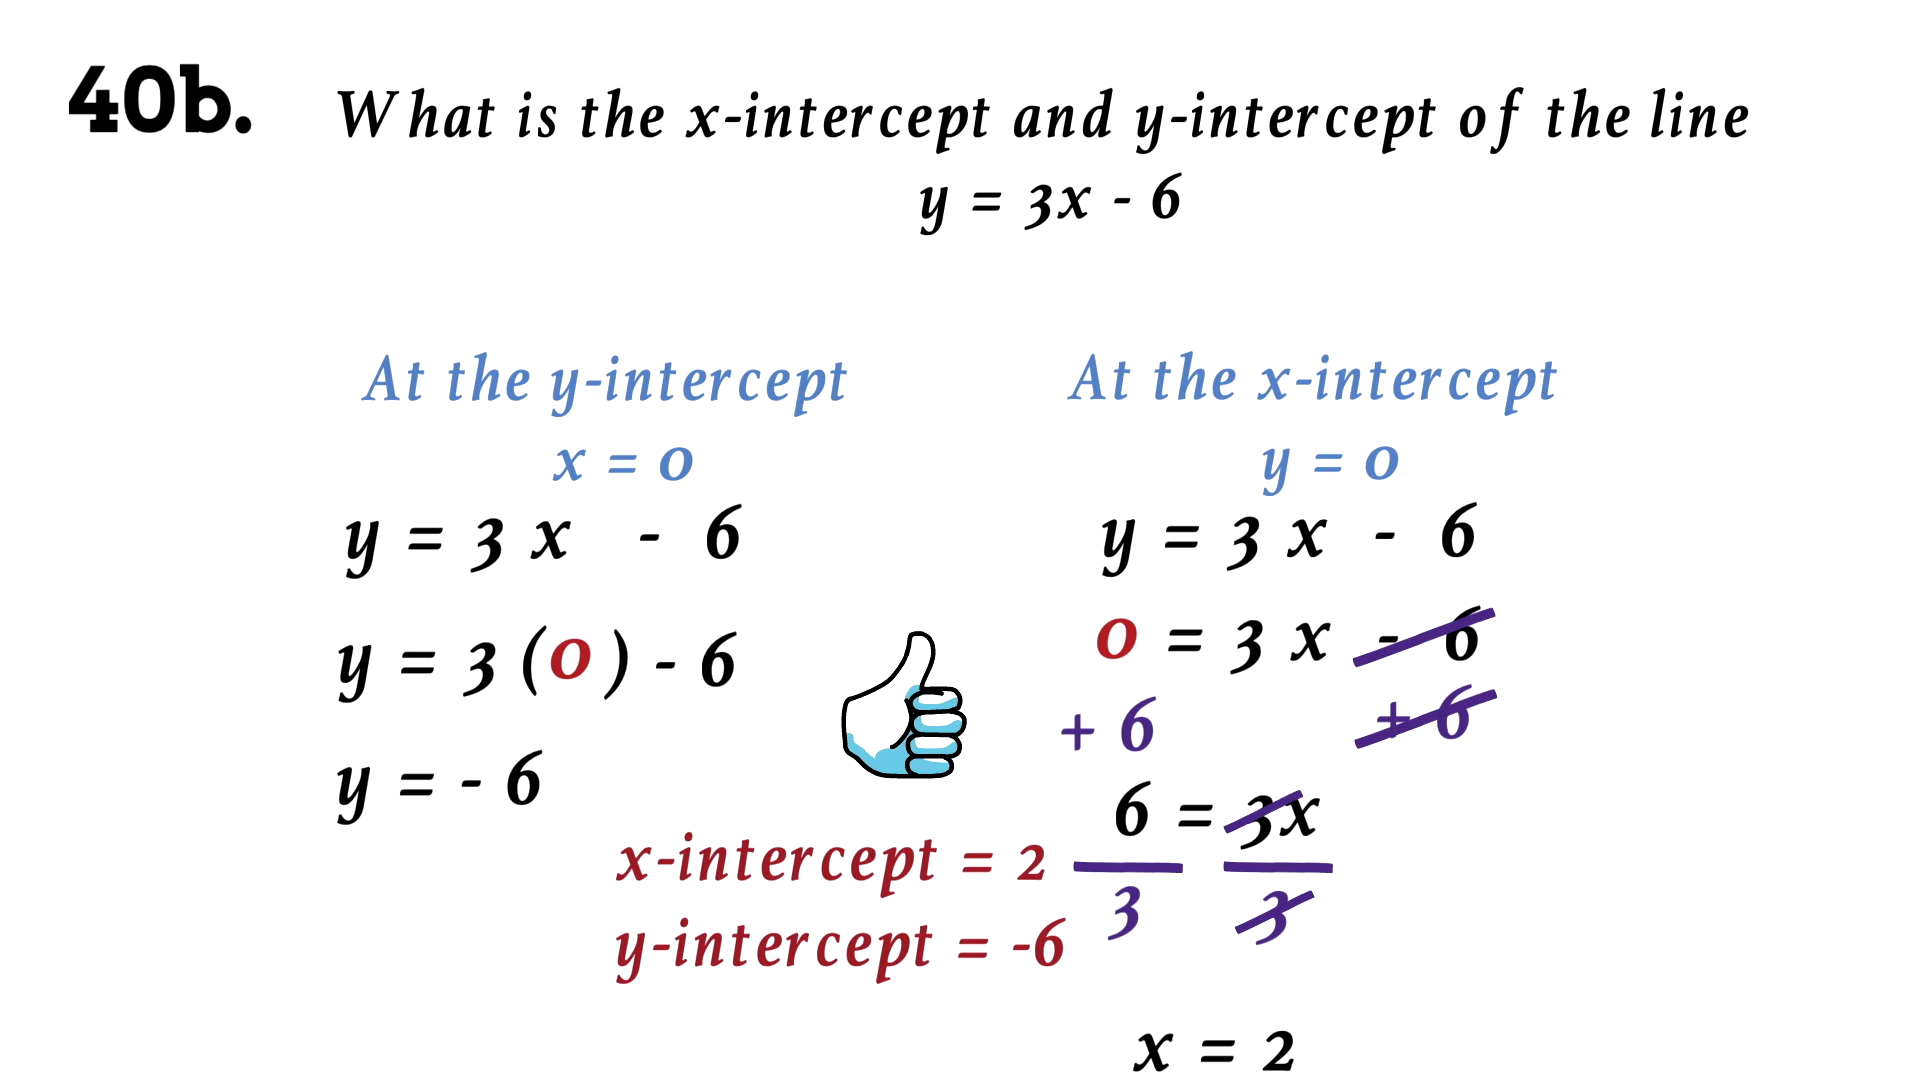 40b. What is the x-intercept and y-intercept of the line
y = 3x - 6
At the y-intercept
x = 0
y = 3 x - 6
y = 3 (0) - 6
y = - 6
At the x-intercept
y = 0
y = 3 x - 6
0 = 3 x - 6
+ 6 + 6
6 = 3x
3 3
x = 2
x-intercept = 2
y-intercept = -6